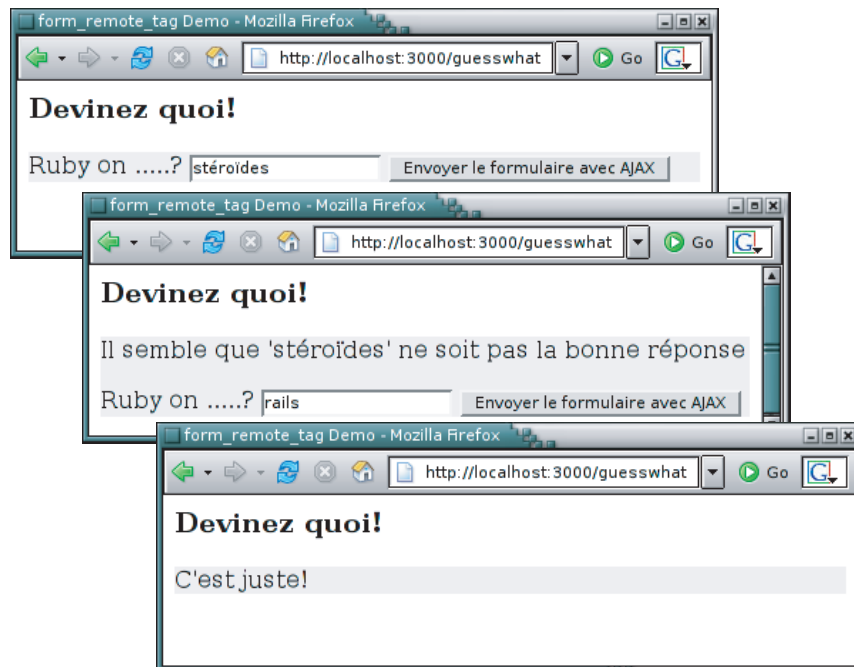 form_remote_tag Demo - Mozilla Firefox
http://localhost:3000/guesswhat Go G
Devinez quoi!
Ruby on .....? stéroïdes Envoyer le formulaire avec AJAX
form_remote_tag Demo - Mozilla Firefox
http://localhost:3000/guesswhat Go G
Devinez quoi!
Il semble que 'stéroïdes' ne soit pas la bonne réponse
Ruby on .....? rails Envoyer le formulaire avec AJAX
form_remote_tag Demo - Mozilla Firefox
http://localhost:3000/guesswhat Go G
Devinez quoi!
C'est juste!